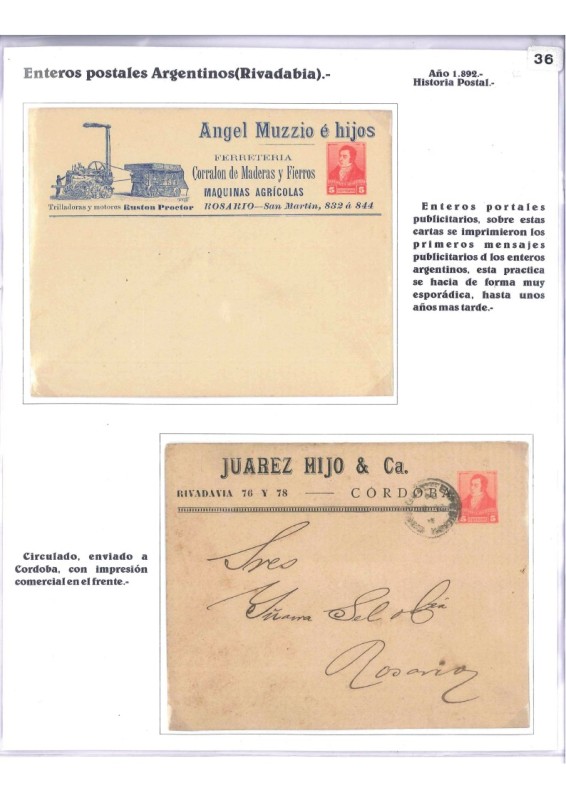 36
Enteros postales Argentinos(Rivadabia).-
Año 1.892.-
Historia Postal.-
Angel Muzzio é hijos
FERRETERIA
Corralon de Maderas y Fierros
MAQUINAS AGRÍCOLAS
Trilladoras y motores Ruston Proctor
ROSARIO—San Martin, 832 á 844
5
5
Enteros portales
publicitarios, sobre estas
cartas se imprimieron los
primeros mensajes
publicitarios d los enteros
argentinos, esta practica
se hacia de forma muy
esporádica, hasta unos
años mas tarde.-
JUAREZ HIJO & Ca.
RIVADAVIA 76 Y 78 — CÓRDOBA
5
5
Circulado, enviado a
Cordoba, con impresión
comercial en el frente.-
Sres
Rosario